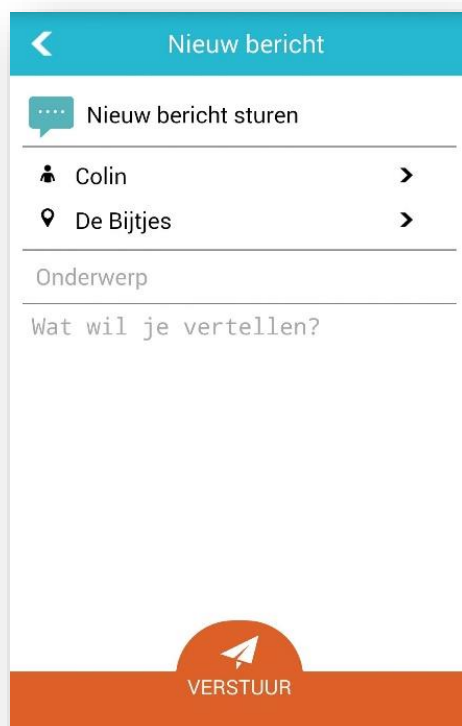 Nieuw bericht
Nieuw bericht sturen
Colin
De Bijtjes
Onderwerp
Wat wil je vertellen?
VERSTUUR